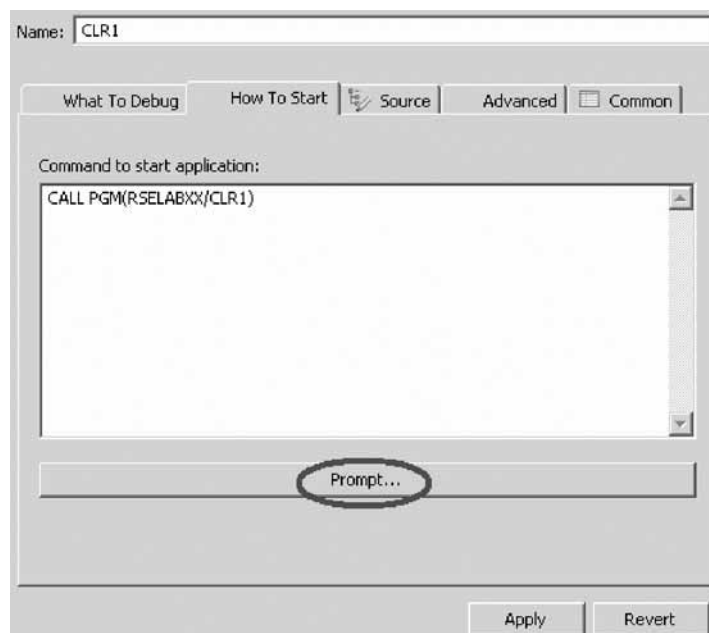 Name: CLR1
What To Debug How To Start Source Advanced Common
Command to start application:
CALL PGM(RSELABXX/CLR1)
Prompt...
Apply Revert